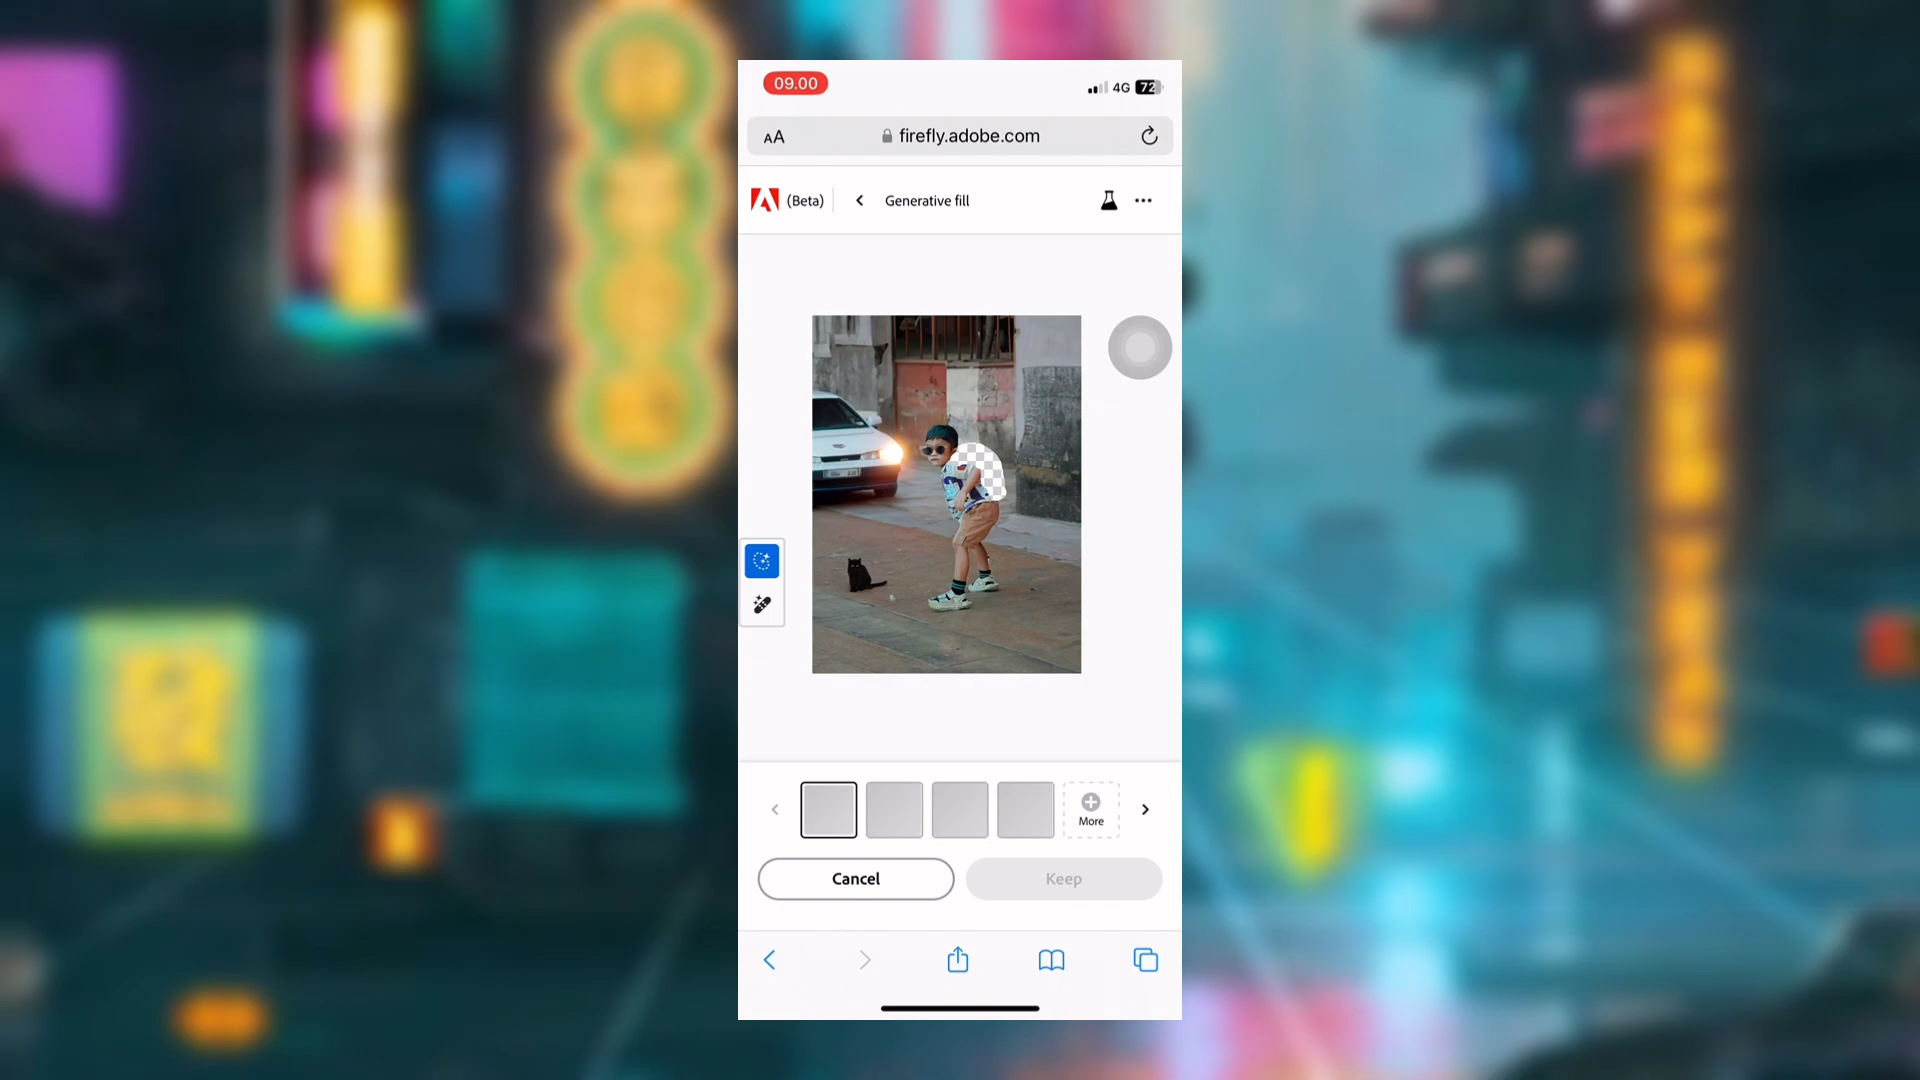 09.00
4G 72
AA firefly.adobe.com
(Beta) Generative fill
More
Cancel Keep